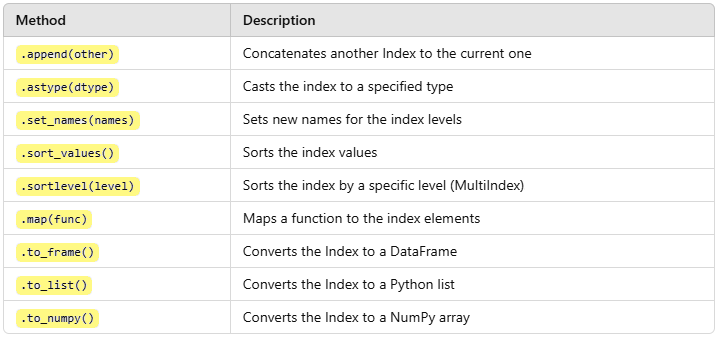 Method Description
.append(other) Concatenates another Index to the current one
.astype(dtype) Casts the index to a specified type
.set_names(names) Sets new names for the index levels
.sort_values() Sorts the index values
.sortlevel(level) Sorts the index by a specific level (MultiIndex)
.map(func) Maps a function to the index elements
.to_frame() Converts the Index to a DataFrame
.to_list() Converts the Index to a Python list
.to_numpy() Converts the Index to a NumPy array